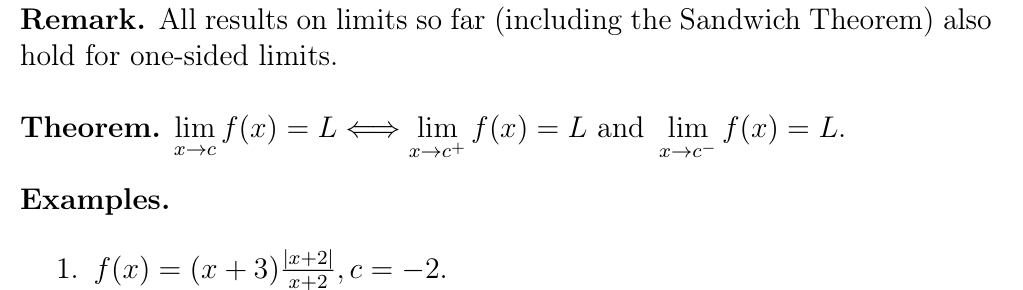 Remark. All results on limits so far (including the Sandwich Theorem) also
hold for one-sided limits.
Theorem. lim_{x→c} f(x) = L ⟺ lim_{x→c⁺} f(x) = L and lim_{x→c⁻} f(x) = L.
Examples.
1. f(x) = (x + 3) |x+2|/x+2, c = −2.